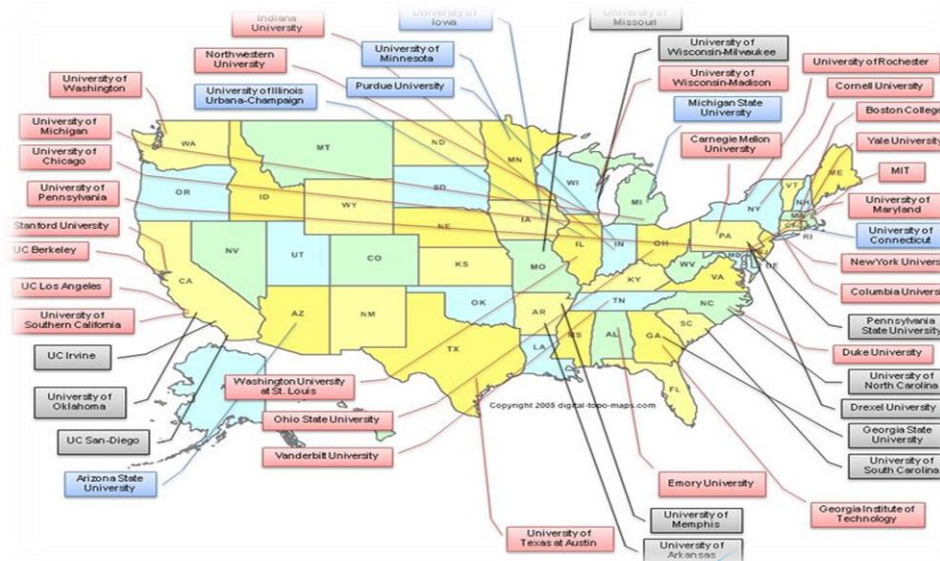 Indiana
University
University of
Iowa
University of
Missouri
Northwestern
University
University of
Minnesota
University of
Wisconsin-Milwaukee
University of
Washington
University of Illinois
Urbana-Champaign
Purdue University
University of
Wisconsin-Madison
University of Rochester
Cornell University
Michigan State
University
Boston College
University of
Michigan
Carnegie Mellon
University
Yale University
University of
Chicago
MIT
University of
Pennsylvania
University of
Maryland
Stanford University
University of
Connecticut
UC Berkeley
New York Univers
UC Los Angeles
Columbia Univers
University of
Southern California
Pennsylvania
State University
UC Irvine
Duke University
University of
Oklahoma
Washington University
at St. Louis
University of
North Carolina
Ohio State University
Drexel University
UC San-Diego
Vanderbilt University
Georgia State
University
Arizona State
University
University of
South Carolina
Emory University
Georgia Institute of
Technology
University of
Memphis
University of
Texas at Austin
University of
Arkansas
WA
MT
ND
MN
OR
ID
SD
WI
MI
WY
IA
NE
NV
UT
CO
KS
MO
IL
IN
OH
PA
NY
VT
NH
ME
MA
CT
RI
NJ
DE
MD
WV
VA
KY
CA
AZ
NM
OK
AR
TN
NC
SC
TX
LA
MS
AL
GA
FL
Copyright 2005 digital-topo-maps.com